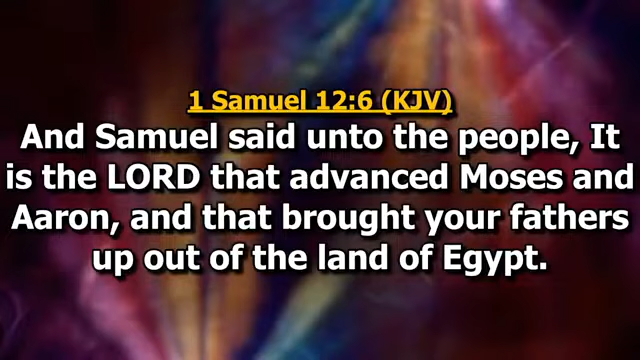 1 Samuel 12:6 (KJV)
And Samuel said unto the people, It
is the LORD that advanced Moses and
Aaron, and that brought your fathers
up out of the land of Egypt.